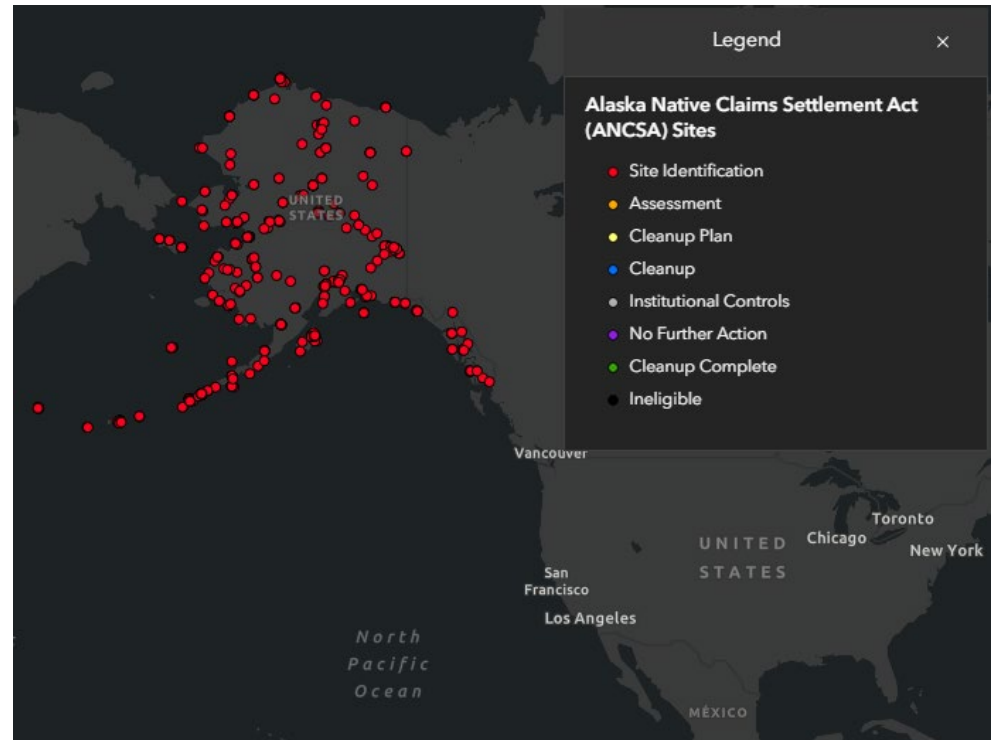 Legend
×
Alaska Native Claims Settlement Act
(ANCSA) Sites
Site Identification
Assessment
Cleanup Plan
Cleanup
Institutional Controls
No Further Action
Cleanup Complete
Ineligible
UNITED
STATES
Vancouver
Toronto
Chicago
New York
UNITED
STATES
San
Francisco
Los Angeles
North
Pacific
Ocean
MÉXICO